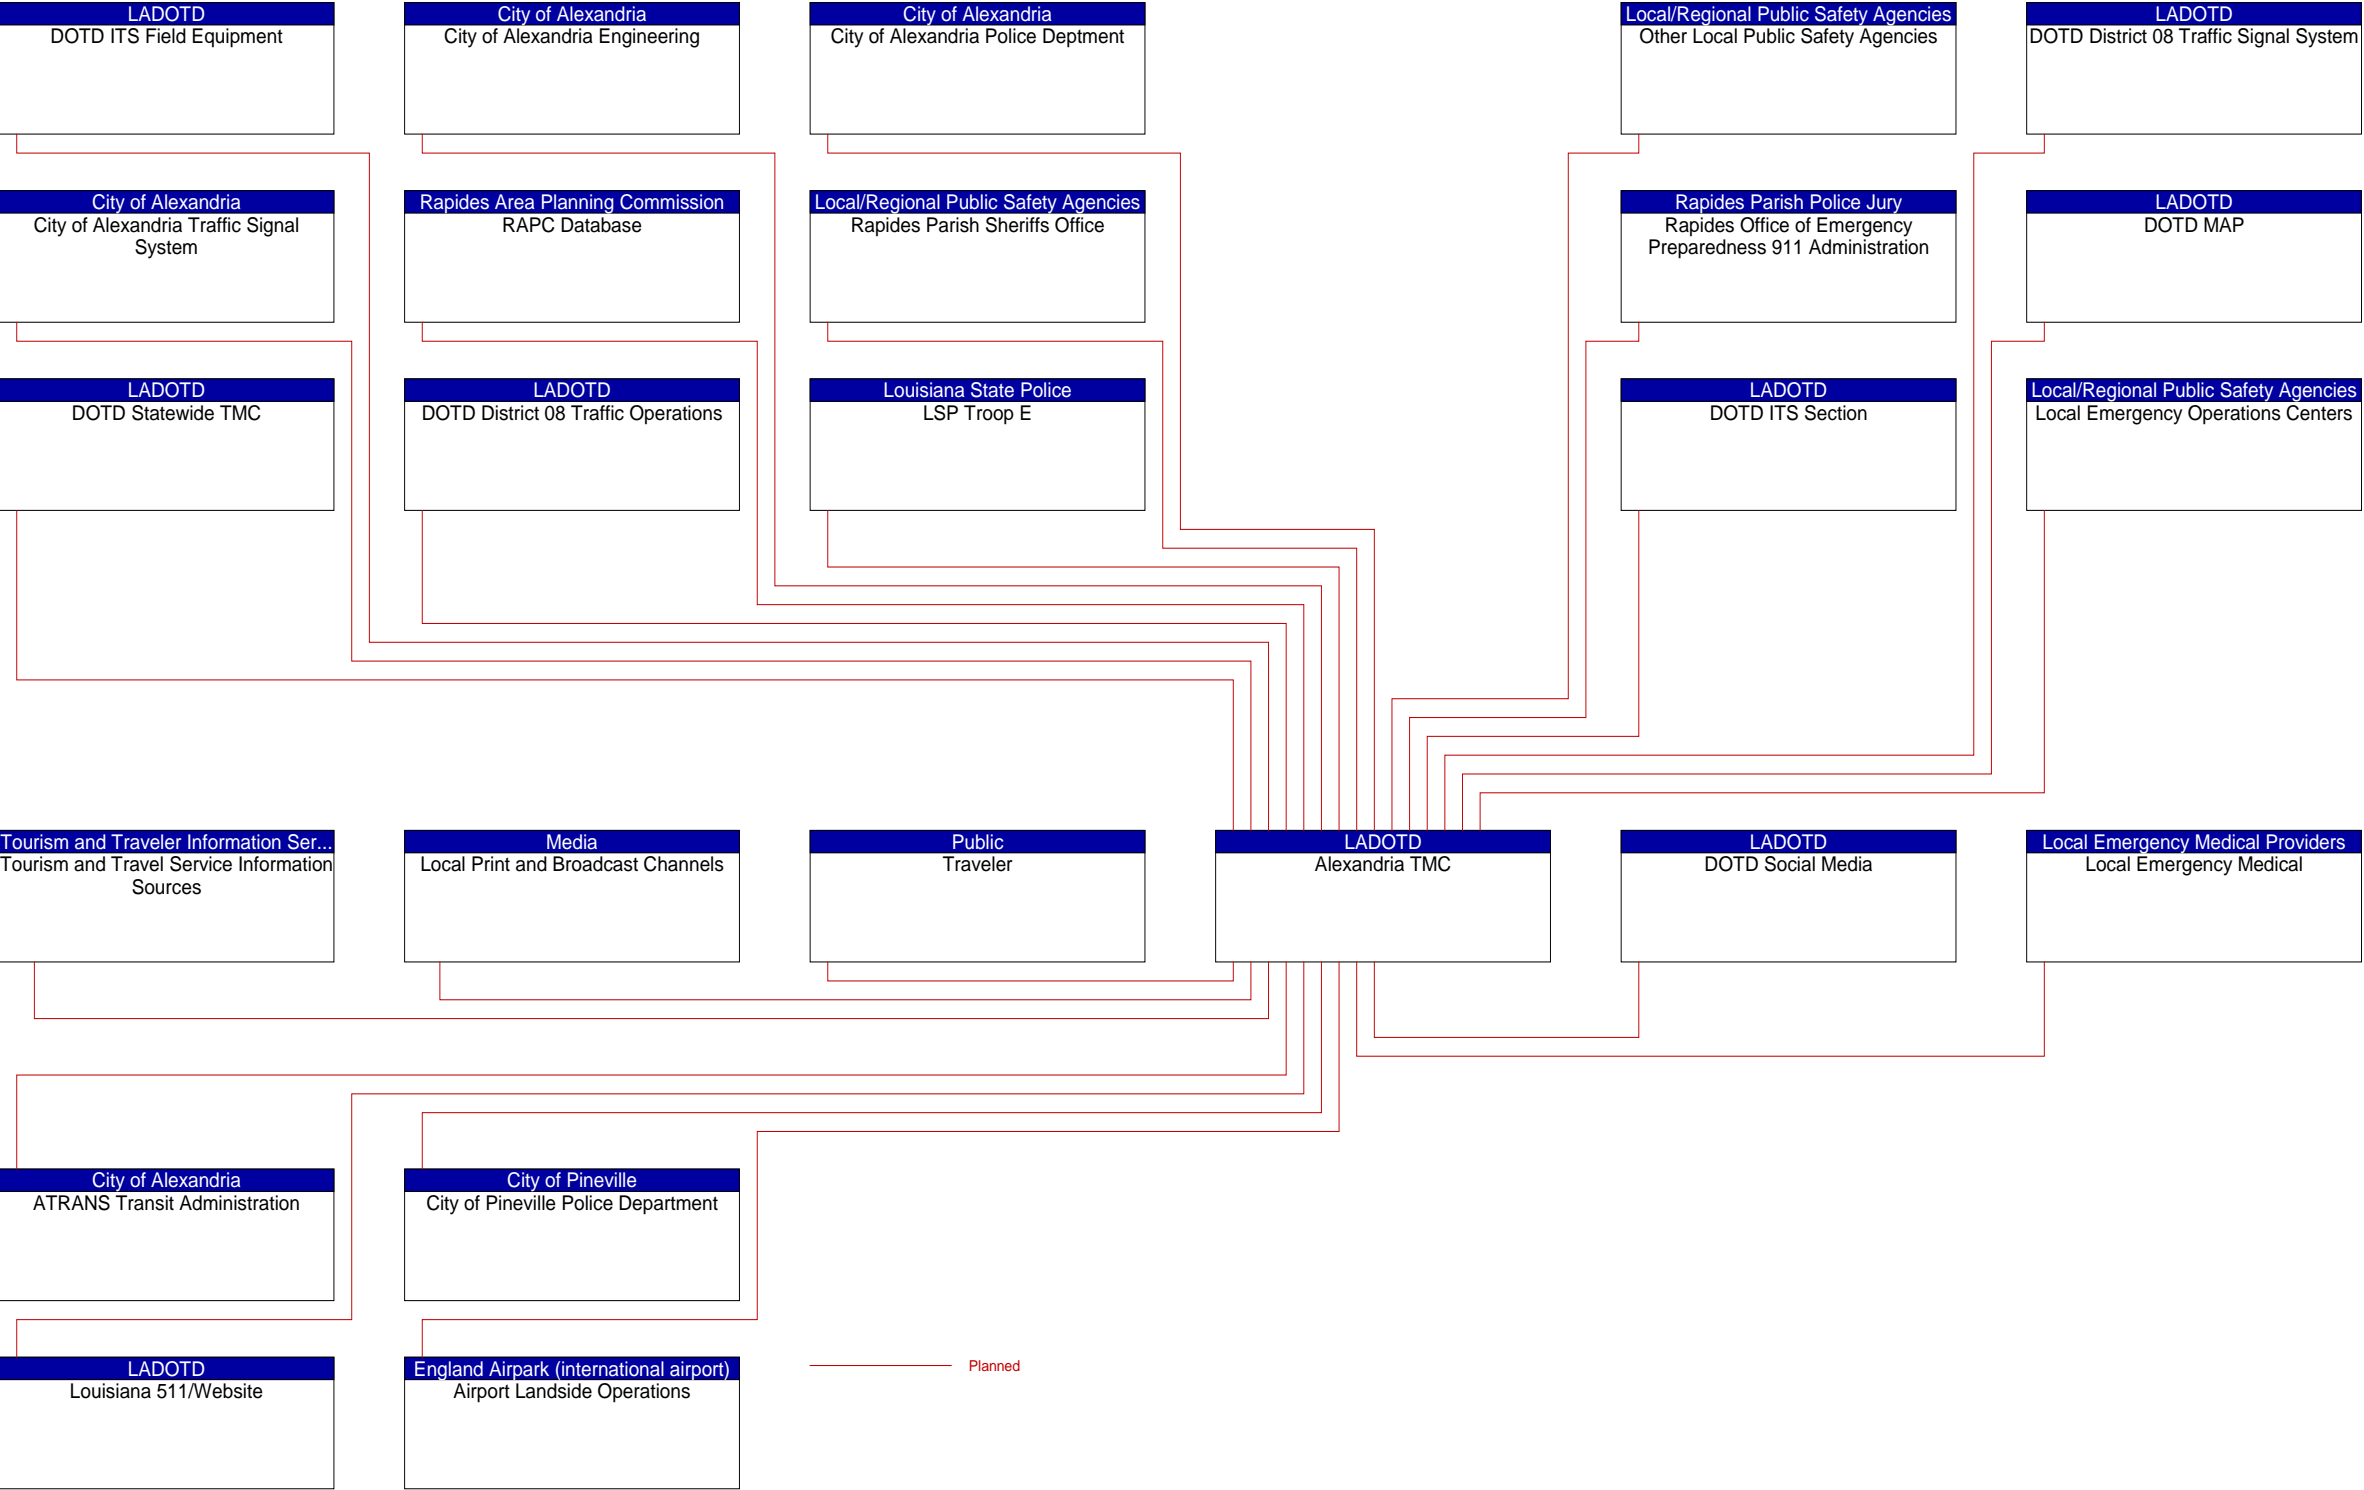 LADOTD
DOTD ITS Field Equipment
City of Alexandria
City of Alexandria Engineering
City of Alexandria
City of Alexandria Police Deptment
Local/Regional Public Safety Agencies
Other Local Public Safety Agencies
LADOTD
DOTD District 08 Traffic Signal System
City of Alexandria
City of Alexandria Traffic Signal
System
Rapides Area Planning Commission
RAPC Database
Local/Regional Public Safety Agencies
Rapides Parish Sheriffs Office
Rapides Parish Police Jury
Rapides Office of Emergency
Preparedness 911 Administration
LADOTD
DOTD MAP
LADOTD
DOTD Statewide TMC
LADOTD
DOTD District 08 Traffic Operations
Louisiana State Police
LSP Troop E
LADOTD
DOTD ITS Section
Local/Regional Public Safety Agencies
Local Emergency Operations Centers
Tourism and Traveler Information Ser...
Tourism and Travel Service Information
Sources
Media
Local Print and Broadcast Channels
Public
Traveler
LADOTD
Alexandria TMC
LADOTD
DOTD Social Media
Local Emergency Medical Providers
Local Emergency Medical
City of Alexandria
ATRANS Transit Administration
City of Pineville
City of Pineville Police Department
LADOTD
Louisiana 511/Website
England Airpark (international airport)
Airport Landside Operations
Planned